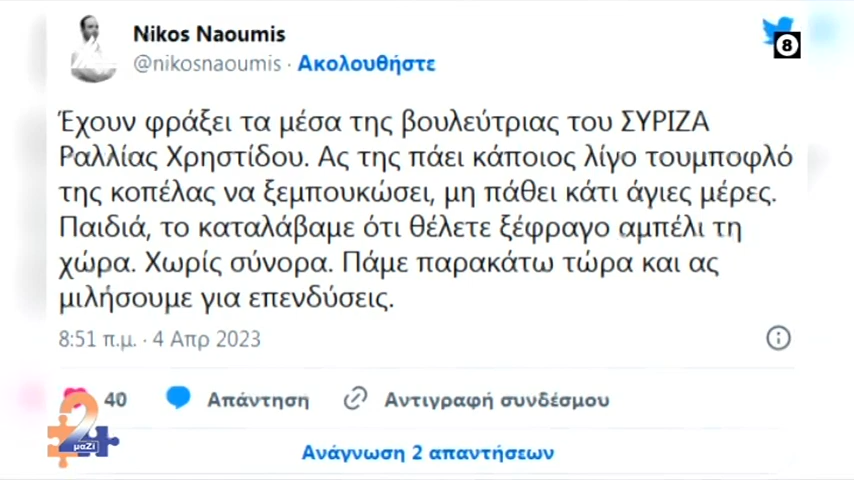 Nikos Naoumis
@nikosnaoumis · Ακολουθήστε
8
Έχουν φράξει τα μέσα της βουλεύτριας του ΣΥΡΙΖΑ
Ραλλίας Χρηστίδου. Ας της πάει κάποιος λίγο τουμποφλό
της κοπέλας να ξεμπουκώσει, μη πάθει κάτι άγιες μέρες.
Παιδιά, το καταλάβαμε ότι θέλετε ξέφραγο αμπέλι τη
χώρα. Χωρίς σύνορα. Πάμε παρακάτω τώρα και ας
μιλήσουμε για επενδύσεις.
8:51 π.μ. · 4 Απρ 2023
40 Απάντηση Αντιγραφή συνδέσμου
2 μαζί
Ανάγνωση 2 απαντήσεων